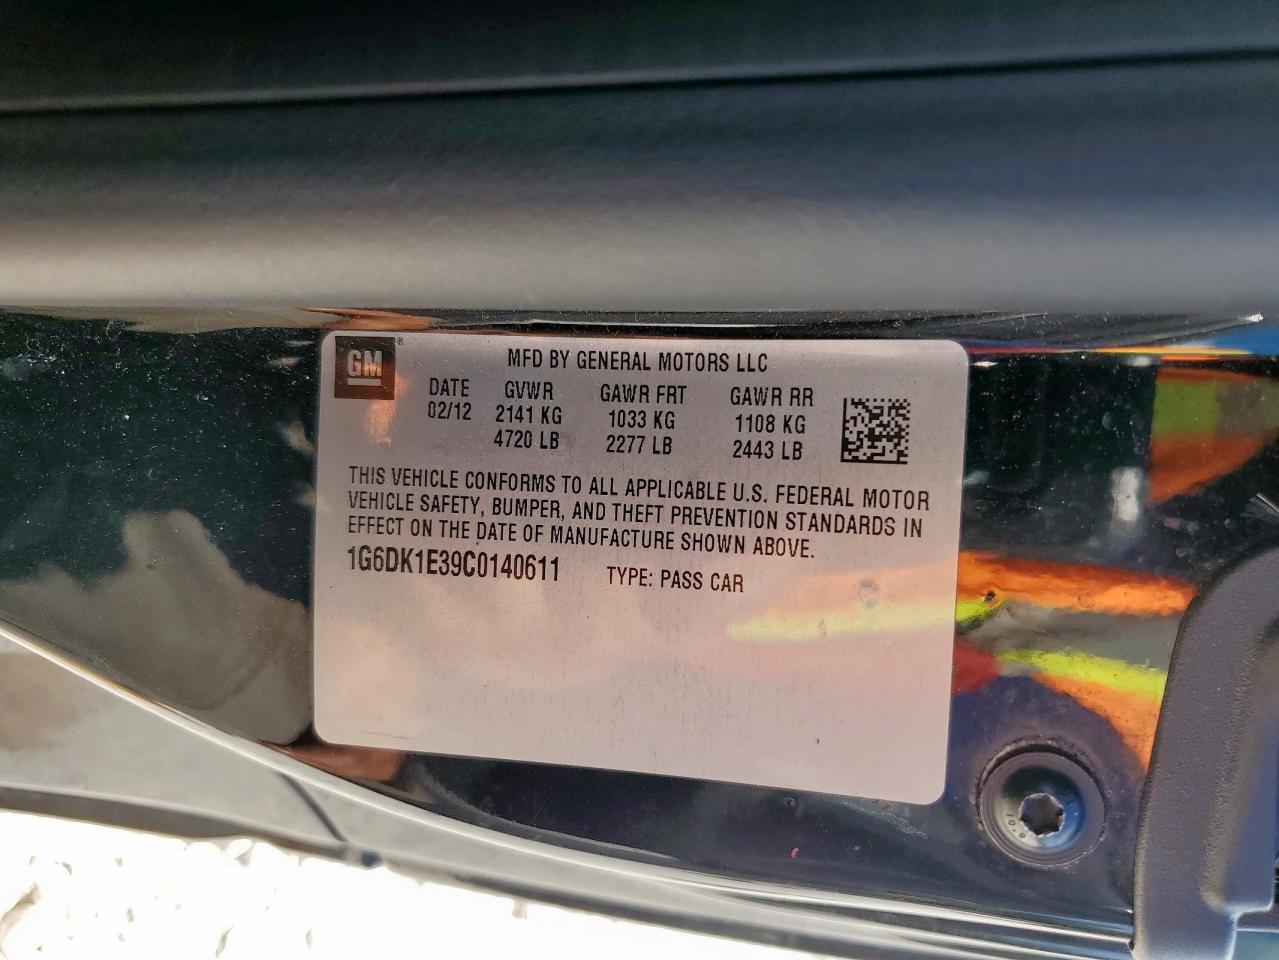 GM
MFD BY GENERAL MOTORS LLC
DATE GVWR GAWR FRT GAWR RR
02/12 2141 KG 1033 KG 1108 KG
4720 LB 2277 LB 2443 LB
THIS VEHICLE CONFORMS TO ALL APPLICABLE U.S. FEDERAL MOTOR
VEHICLE SAFETY, BUMPER, AND THEFT PREVENTION STANDARDS IN
EFFECT ON THE DATE OF MANUFACTURE SHOWN ABOVE.
1G6DK1E39C0140611 TYPE: PASS CAR